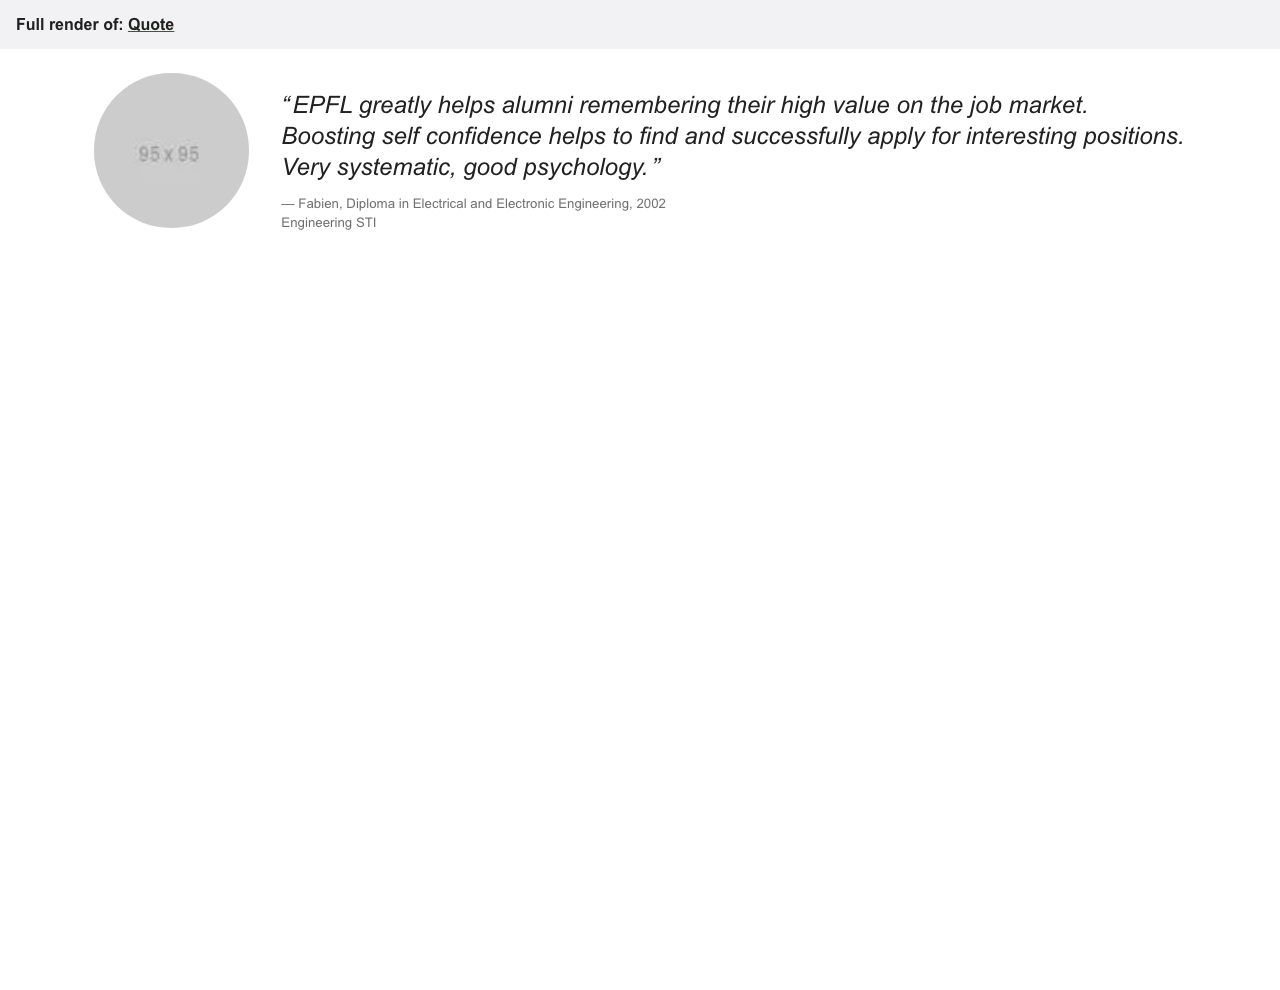 Full render of: Quote
95 x 95
“ EPFL greatly helps alumni remembering their high value on the job market.
Boosting self confidence helps to find and successfully apply for interesting positions.
Very systematic, good psychology. ”
— Fabien, Diploma in Electrical and Electronic Engineering, 2002
Engineering STI